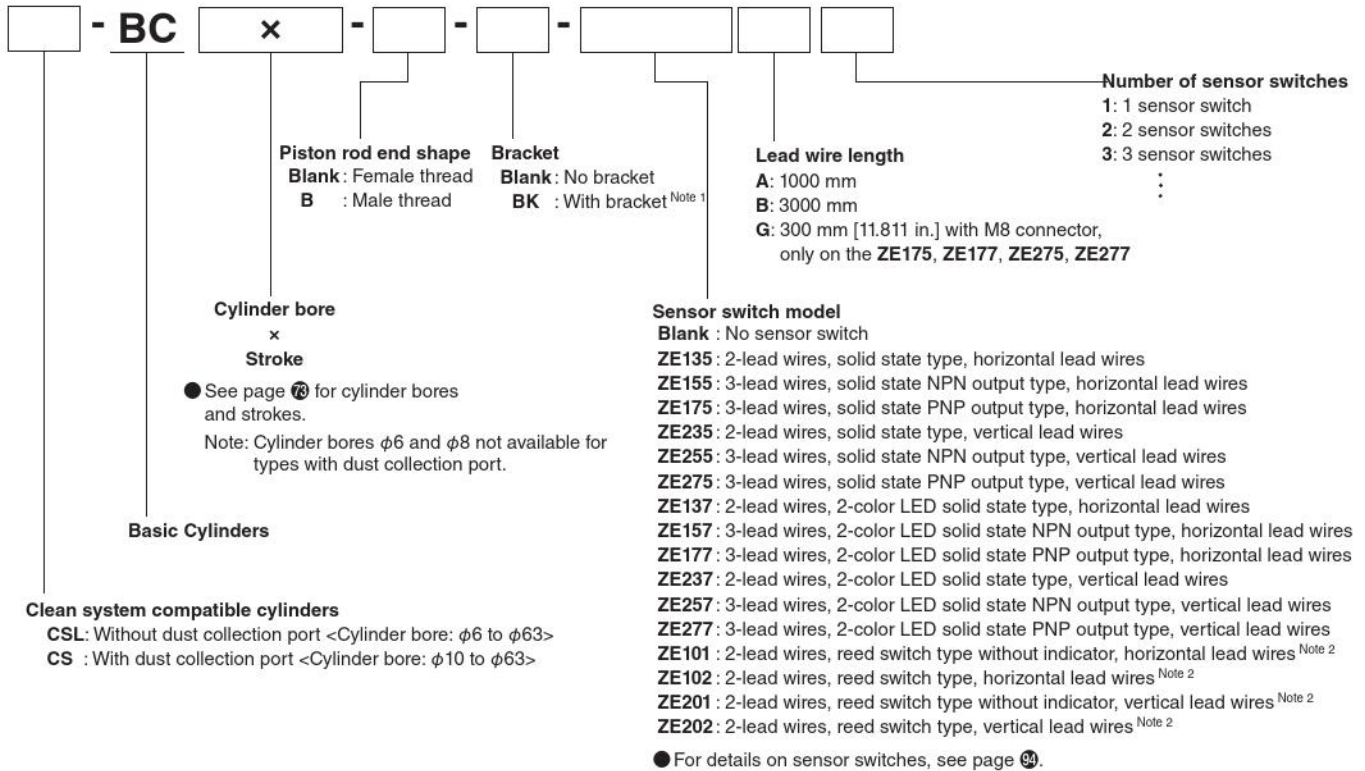 - BC × - - -
Number of sensor switches
1: 1 sensor switch
2: 2 sensor switches
3: 3 sensor switches
⋮
Lead wire length
A: 1000 mm
B: 3000 mm
G: 300 mm [11.811 in.] with M8 connector,
only on the ZE175, ZE177, ZE275, ZE277
Piston rod end shape
Blank : Female thread
B : Male thread
Bracket
Blank : No bracket
BK : With bracket Note 1
Cylinder bore
×
Stroke
● See page 73 for cylinder bores
and strokes.
Note: Cylinder bores ϕ6 and ϕ8 not available for
types with dust collection port.
Sensor switch model
Blank : No sensor switch
ZE135 : 2-lead wires, solid state type, horizontal lead wires
ZE155 : 3-lead wires, solid state NPN output type, horizontal lead wires
ZE175 : 3-lead wires, solid state PNP output type, horizontal lead wires
ZE235 : 2-lead wires, solid state type, vertical lead wires
ZE255 : 3-lead wires, solid state NPN output type, vertical lead wires
ZE275 : 3-lead wires, solid state PNP output type, vertical lead wires
ZE137 : 2-lead wires, 2-color LED solid state type, horizontal lead wires
ZE157 : 3-lead wires, 2-color LED solid state NPN output type, horizontal lead wires
ZE177 : 3-lead wires, 2-color LED solid state PNP output type, horizontal lead wires
ZE237 : 2-lead wires, 2-color LED solid state type, vertical lead wires
ZE257 : 3-lead wires, 2-color LED solid state NPN output type, vertical lead wires
ZE277 : 3-lead wires, 2-color LED solid state PNP output type, vertical lead wires
ZE101 : 2-lead wires, reed switch type without indicator, horizontal lead wires Note 2
ZE102 : 2-lead wires, reed switch type, horizontal lead wires Note 2
ZE201 : 2-lead wires, reed switch type without indicator, vertical lead wires Note 2
ZE202 : 2-lead wires, reed switch type, vertical lead wires Note 2
● For details on sensor switches, see page 94.
Basic Cylinders
Clean system compatible cylinders
CSL: Without dust collection port <Cylinder bore: ϕ6 to ϕ63>
CS : With dust collection port <Cylinder bore: ϕ10 to ϕ63>